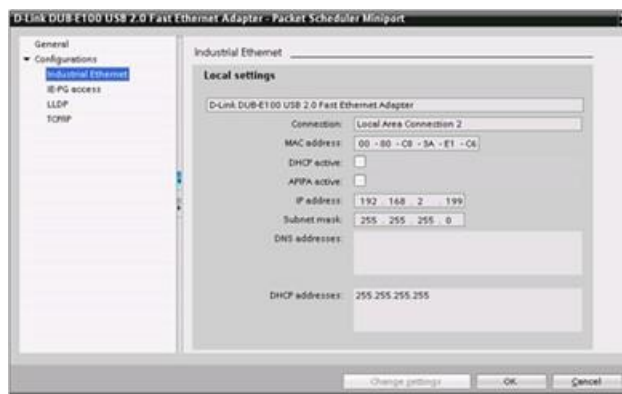 D-Link DUB-E100 USB 2.0 Fast Ethernet Adapter - Packet Scheduler Miniport
General
Configurations
Industrial Ethernet
IE-PG access
LLDP
TCP/IP
Industrial Ethernet
Local settings
D-Link DUB-E100 USB 2.0 Fast Ethernet Adapter
Connection: Local Area Connection 2
MAC address: 00 - 80 - C8 - 5A - E1 - C6
DHCP active:
APIPA active:
IP address: 192 . 168 . 2 . 199
Subnet mask: 255 . 255 . 255 . 0
DNS addresses:
DHCP addresses: 255.255.255.255
Change settings OK Cancel